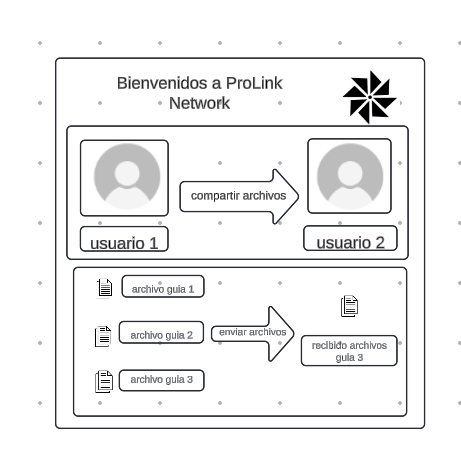 Bienvenidos a ProLink
Network
compartir archivos
usuario 1
usuario 2
archivo guia 1
archivo guia 2
enviar archivos
recibido archivos
guia 3
archivo guia 3